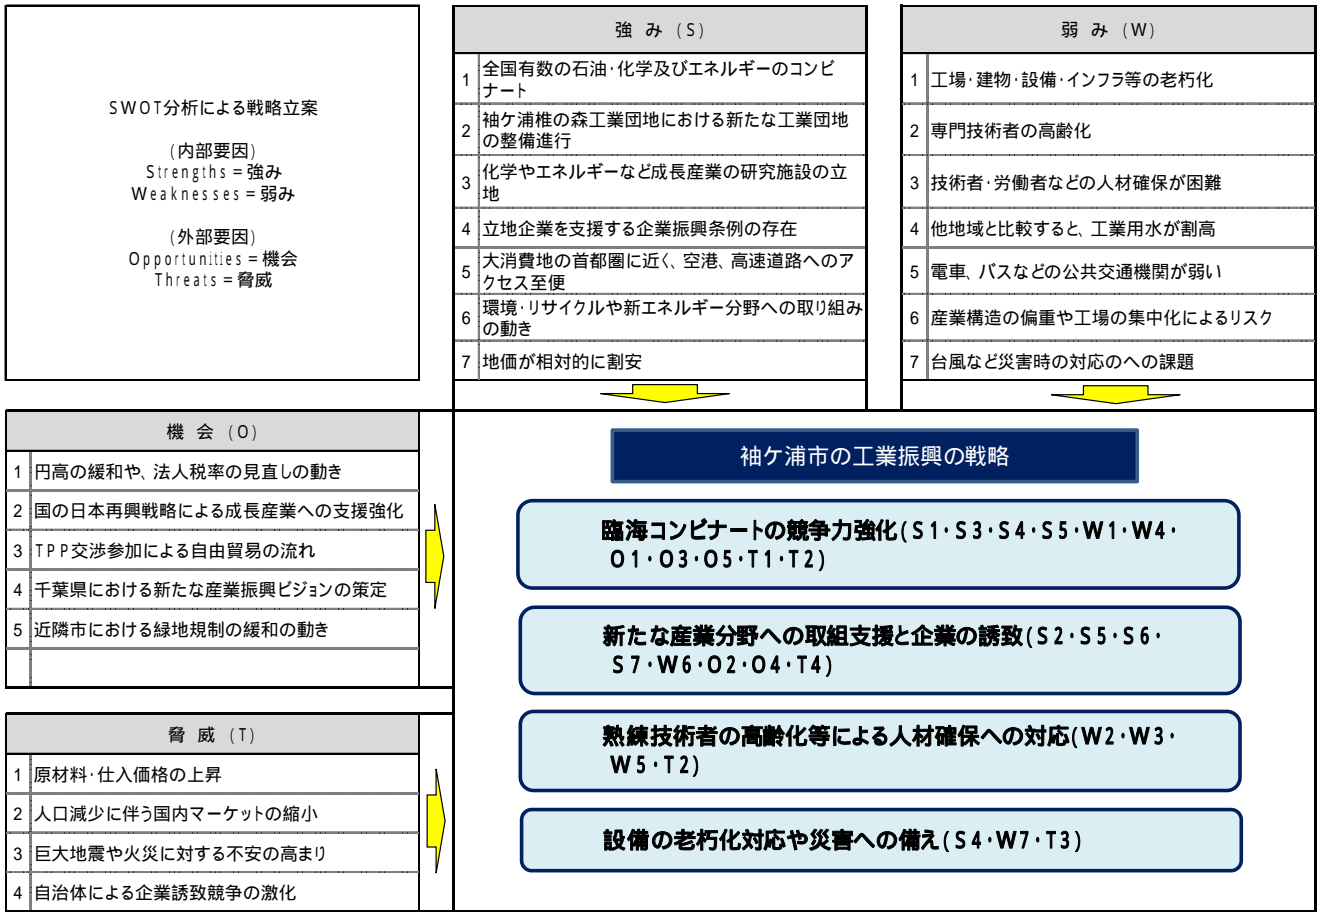 SWOT分析による戦略立案
(内部要因)
Strengths=強み
Weaknesses=弱み
(外部要因)
Opportunities=機会
Threats=脅威
強 み (S)
1 全国有数の石油･化学及びエネルギーのコンビ
ナート
2 袖ケ浦椎の森工業団地における新たな工業団地
の整備進行
3 化学やエネルギーなど成長産業の研究施設の立
地
4 立地企業を支援する企業振興条例の存在
5 大消費地の首都圏に近く、空港、高速道路へのア
クセス至便
6 環境･リサイクルや新エネルギー分野への取り組み
の動き
7 地価が相対的に割安
弱 み (W)
1 工場･建物･設備･インフラ等の老朽化
2 専門技術者の高齢化
3 技術者･労働者などの人材確保が困難
4 他地域と比較すると、工業用水が割高
5 電車、バスなどの公共交通機関が弱い
6 産業構造の偏重や工場の集中化によるリスク
7 台風など災害時の対応のへの課題
機 会 (O)
1 円高の緩和や、法人税率の見直しの動き
2 国の日本再興戦略による成長産業への支援強化
3 TPP交渉参加による自由貿易の流れ
4 千葉県における新たな産業振興ビジョンの策定
5 近隣市における緑地規制の緩和の動き
脅 威 (T)
1 原材料･仕入価格の上昇
2 人口減少に伴う国内マーケットの縮小
3 巨大地震や火災に対する不安の高まり
4 自治体による企業誘致競争の激化
袖ケ浦市の工業振興の戦略
臨海コンビナートの競争力強化(S1･S3･S4･S5･W1･W4･
O1･O3･O5･T1･T2)
新たな産業分野への取組支援と企業の誘致(S2･S5･S6･
S7･W6･O2･O4･T4)
熟練技術者の高齢化等による人材確保への対応(W2･W3･
W5･T2)
設備の老朽化対応や災害への備え(S4･W7･T3)